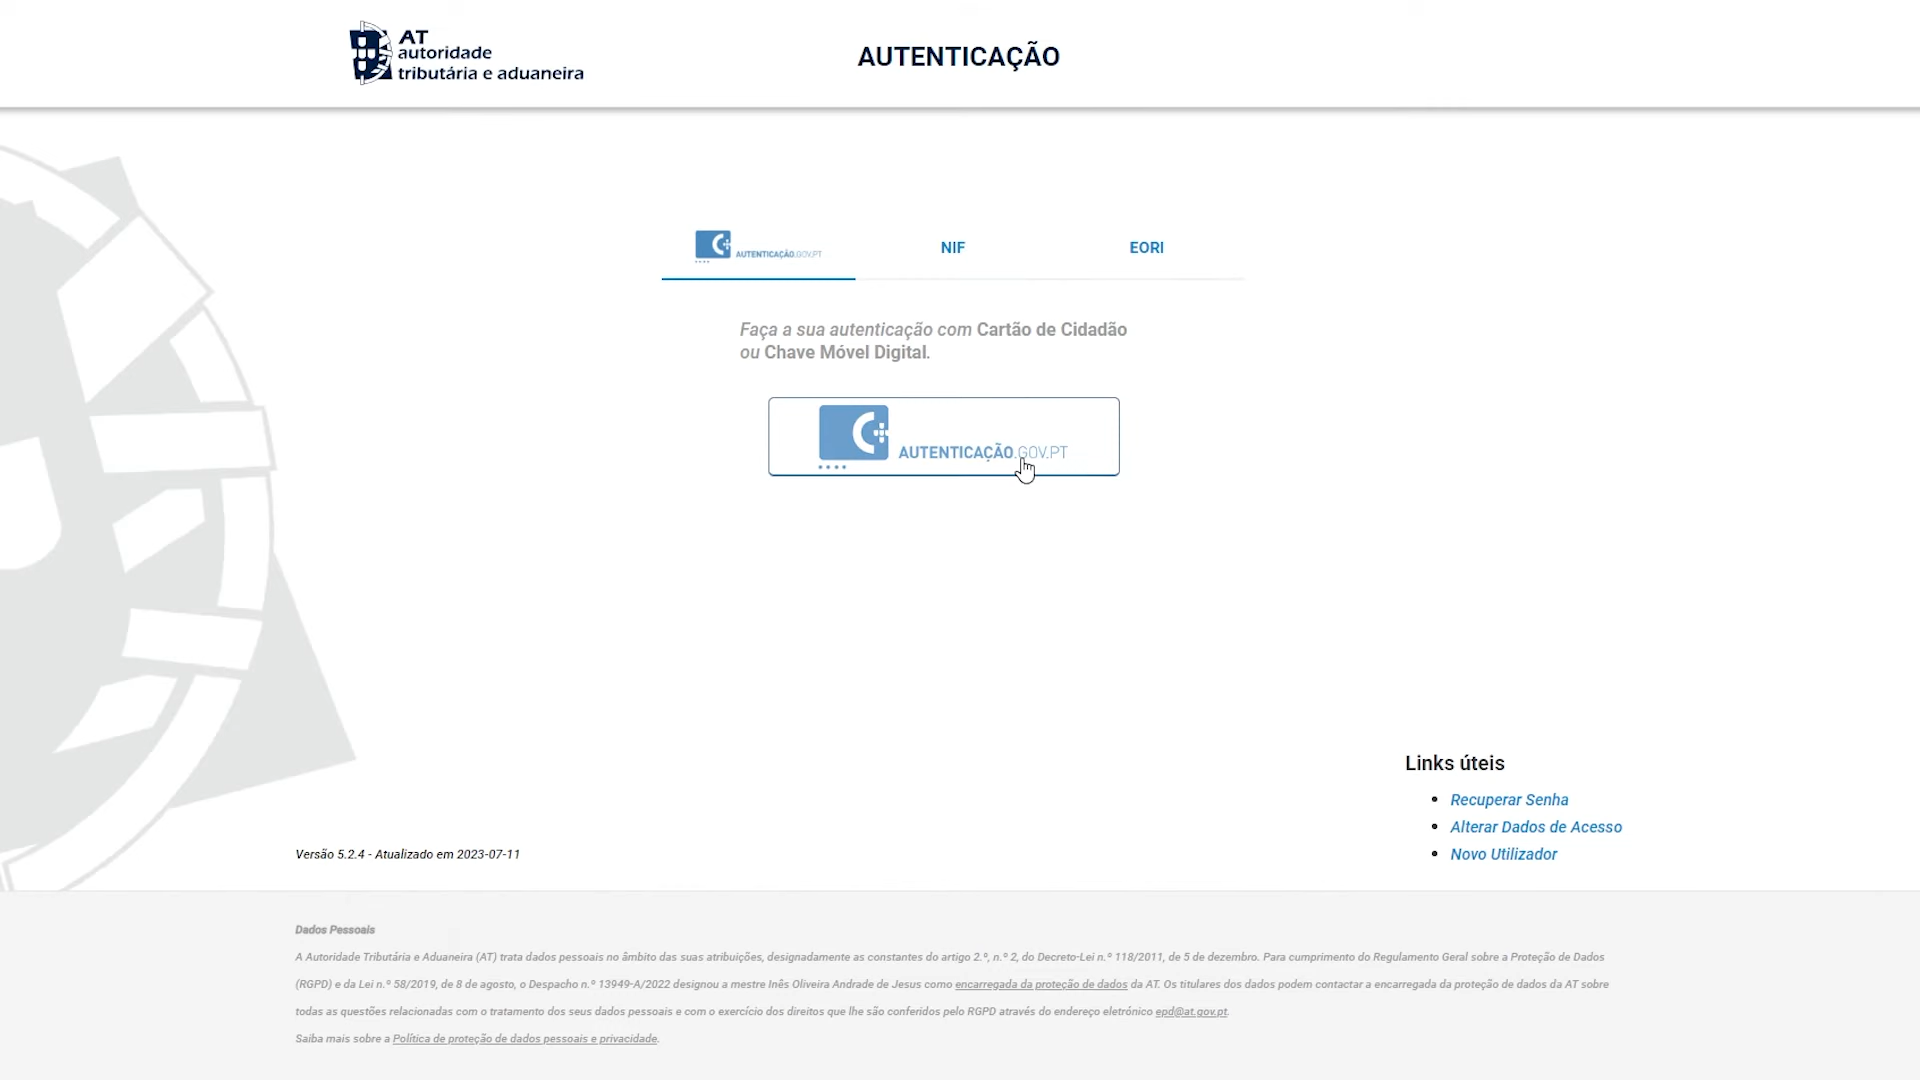 AT
autoridade
tributária e aduaneira
AUTENTICAÇÃO
AUTENTICAÇÃO.GOV.PT
NIF
EORI
Faça a sua autenticação com Cartão de Cidadão
ou Chave Móvel Digital.
AUTENTICAÇÃO.GOV.PT
Links úteis
Recuperar Senha
Alterar Dados de Acesso
Novo Utilizador
Versão 5.2.4 - Atualizado em 2023-07-11
Dados Pessoais
A Autoridade Tributária e Aduaneira (AT) trata dados pessoais no âmbito das suas atribuições, designadamente as constantes do artigo 2.º, n.º 2, do Decreto-Lei n.º 118/2011, de 5 de dezembro. Para cumprimento do Regulamento Geral sobre a Proteção de Dados
(RGPD) e da Lei n.º 58/2019, de 8 de agosto, o Despacho n.º 13949-A/2022 designou a mestre Inês Oliveira Andrade de Jesus como encarregada da proteção de dados da AT. Os titulares dos dados podem contactar a encarregada da proteção de dados da AT sobre
todas as questões relacionadas com o tratamento dos seus dados pessoais e com o exercício dos direitos que lhe são conferidos pelo RGPD através do endereço eletrónico epd@at.gov.pt.
Saiba mais sobre a Política de proteção de dados pessoais e privacidade.